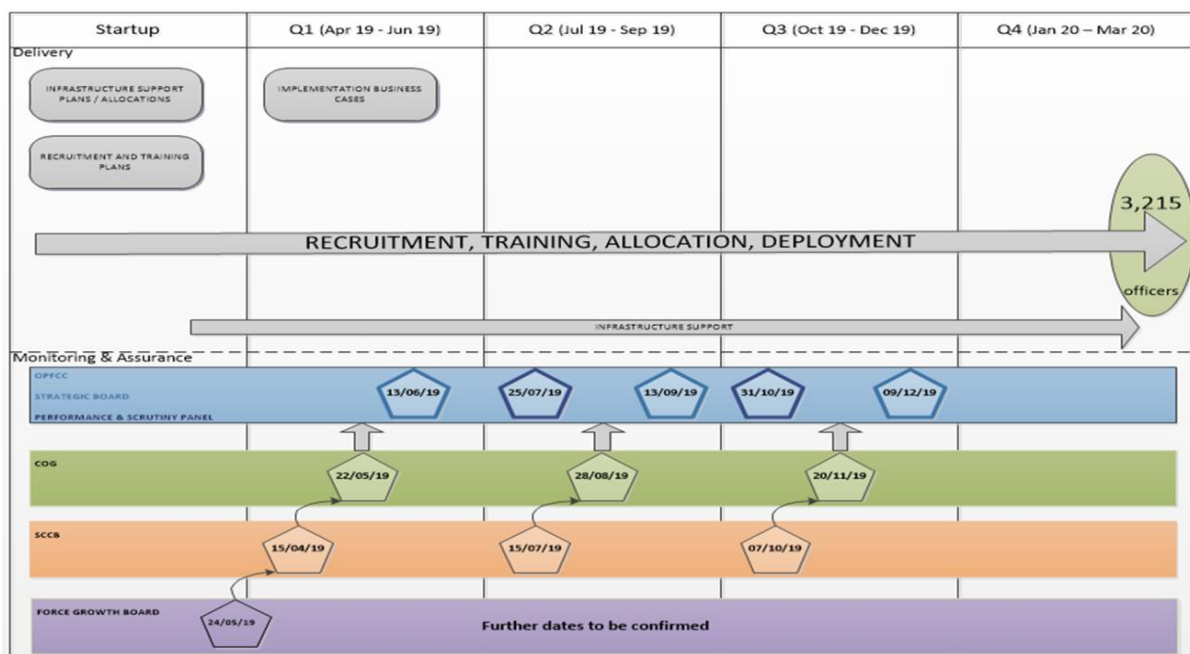 Startup
Q1 (Apr 19 - Jun 19)
Q2 (Jul 19 - Sep 19)
Q3 (Oct 19 - Dec 19)
Q4 (Jan 20 – Mar 20)
Delivery
INFRASTRUCTURE SUPPORT
PLANS / ALLOCATIONS
IMPLEMENTATION BUSINESS
CASES
RECRUITMENT AND TRAINING
PLANS
3,215
RECRUITMENT, TRAINING, ALLOCATION, DEPLOYMENT
officers
INFRASTRUCTURE SUPPORT
Monitoring & Assurance
OPFCC
STRATEGIC BOARD
PERFORMANCE & SCRUTINY PANEL
13/06/19
25/07/19
13/09/19
31/10/19
09/12/19
COG
22/05/19
28/08/19
20/11/19
SCCB
15/04/19
15/07/19
07/10/19
FORCE GROWTH BOARD
24/05/19
Further dates to be confirmed